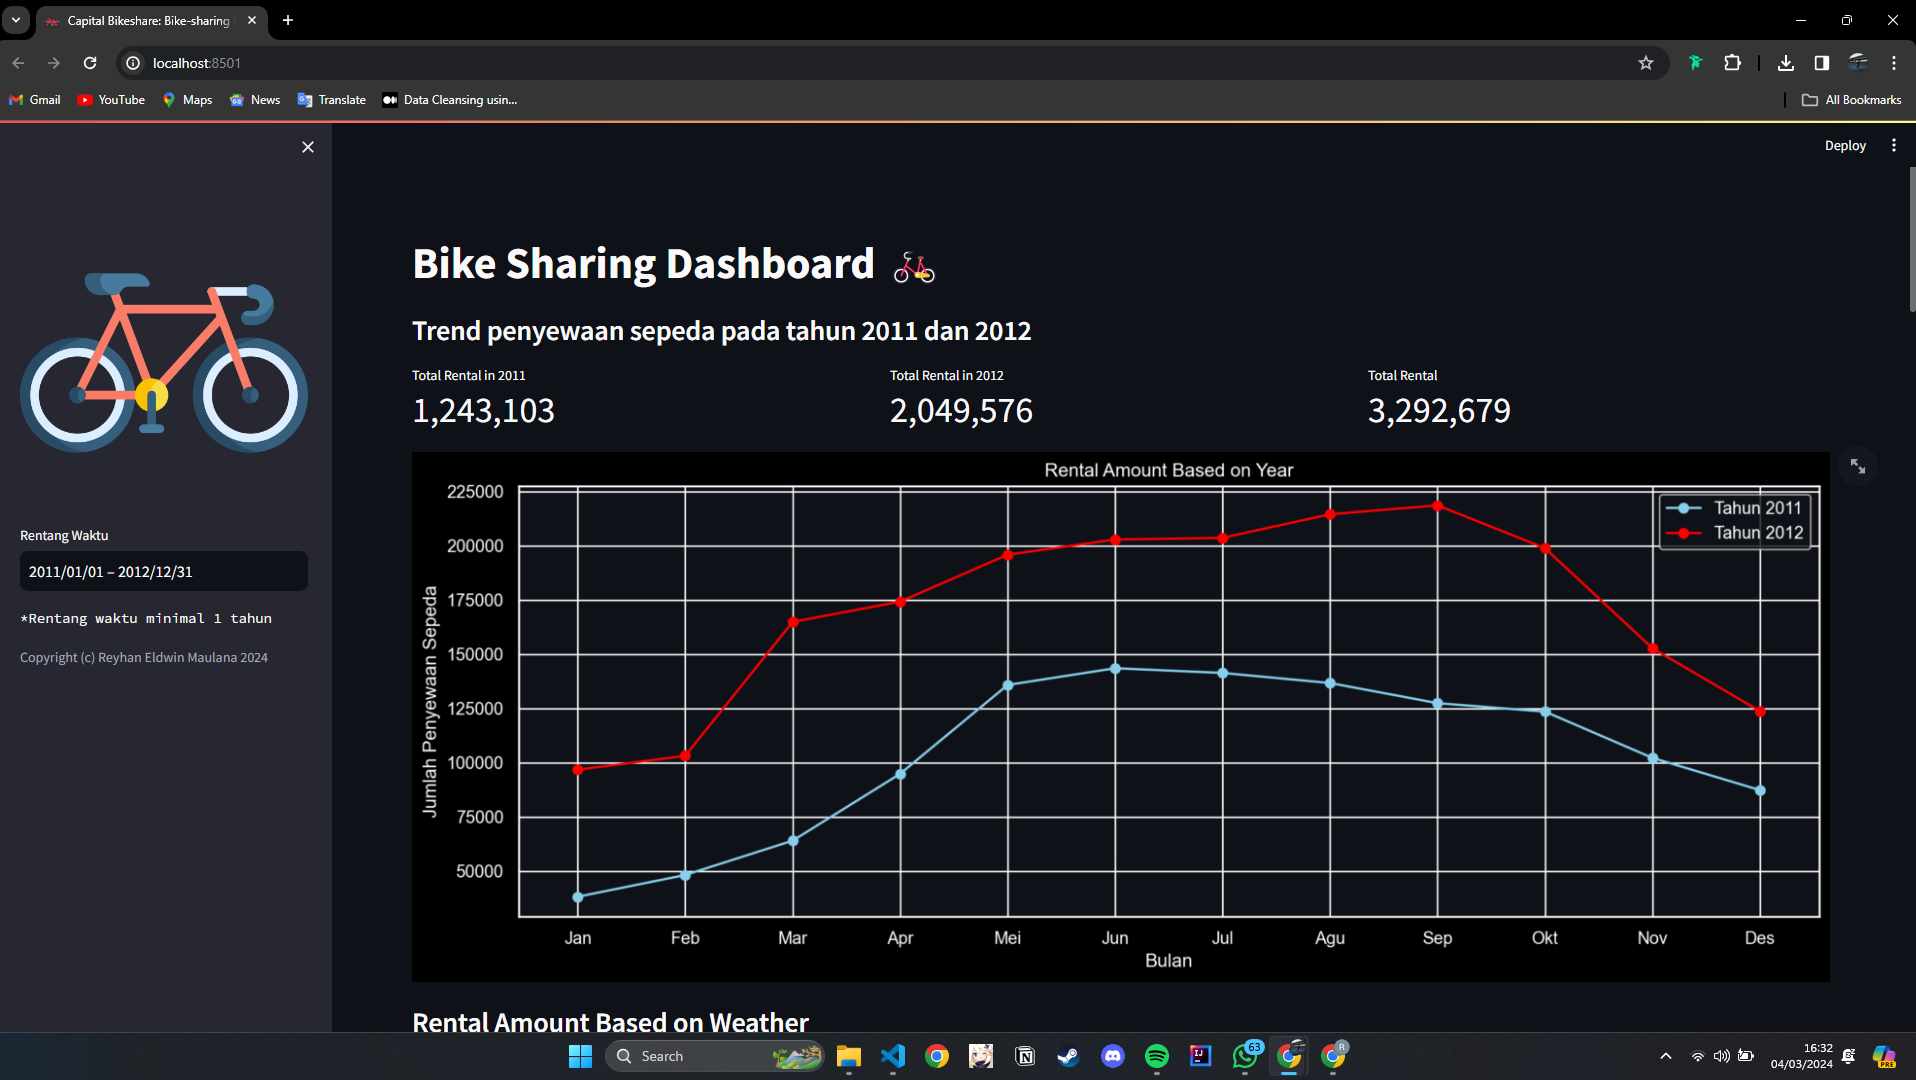 Capital Bikeshare: Bike-sharing
localhost:8501
Gmail
YouTube
Maps
News
Translate
Data Cleansing usin...
All Bookmarks
Deploy
Rentang Waktu
2011/01/01 – 2012/12/31
*Rentang waktu minimal 1 tahun
Copyright (c) Reyhan Eldwin Maulana 2024
Bike Sharing Dashboard
Trend penyewaan sepeda pada tahun 2011 dan 2012
Total Rental in 2011
1,243,103
Total Rental in 2012
2,049,576
Total Rental
3,292,679
Rental Amount Based on Year
Tahun 2011
Tahun 2012
Jumlah Penyewaan Sepeda
225000
200000
175000
150000
125000
100000
75000
50000
Jan Feb Mar Apr Mei Jun Jul Agu Sep Okt Nov Des
Bulan
Rental Amount Based on Weather
Search
63
R
16:32
04/03/2024
PRE